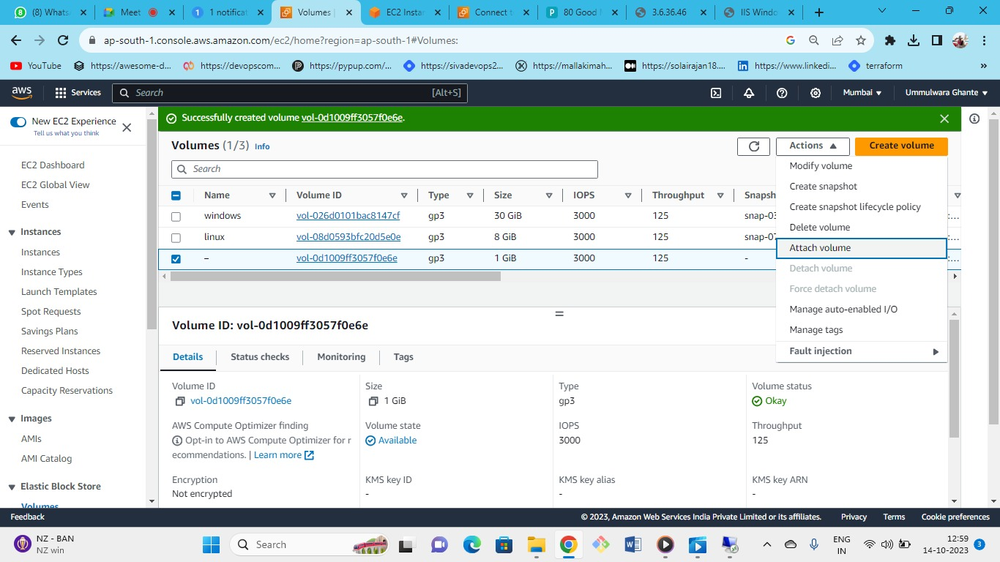 (8) Whats
Meet
1 notificat
Volumes |
EC2 Instan
Connect t
80 Good
3.6.36.46
IIS Windo
ap-south-1.console.aws.amazon.com/ec2/home?region=ap-south-1#Volumes:
YouTube
https://awesome-d...
https://devopscom...
https://pypup.com/...
https://sivadevops2...
https://mallakimah...
https://solairajan18....
https://www.linkedi...
terraform
»
aws
Services
Search
[Alt+S]
Mumbai
Ummulwara Ghante
New EC2 Experience
Tell us what you think
EC2 Dashboard
EC2 Global View
Events
Instances
Instances
Instance Types
Launch Templates
Spot Requests
Savings Plans
Reserved Instances
Dedicated Hosts
Capacity Reservations
Images
AMIs
AMI Catalog
Elastic Block Store
Volumes
Successfully created volume vol-0d1009ff3057f0e6e.
Volumes (1/3) Info
Actions
Create volume
Search
Name Volume ID Type Size IOPS Throughput Snapsh
windows vol-026d0101bac8147cf gp3 30 GiB 3000 125 snap-03
linux vol-08d0593bfc20d5e0e gp3 8 GiB 3000 125 snap-07
– vol-0d1009ff3057f0e6e gp3 1 GiB 3000 125 -
Modify volume
Create snapshot
Create snapshot lifecycle policy
Delete volume
Attach volume
Detach volume
Force detach volume
Manage auto-enabled I/O
Manage tags
Fault injection
Volume ID: vol-0d1009ff3057f0e6e
Details
Status checks
Monitoring
Tags
Volume ID
vol-0d1009ff3057f0e6e
Size
1 GiB
Type
gp3
Volume status
Okay
AWS Compute Optimizer finding
Opt-in to AWS Compute Optimizer for r
ecommendations. | Learn more
Volume state
Available
IOPS
3000
Throughput
125
Encryption
Not encrypted
KMS key ID
-
KMS key alias
-
KMS key ARN
-
Feedback
© 2023, Amazon Web Services India Private Limited or its affiliates.
Privacy
Terms
Cookie preferences
NZ - BAN
NZ win
Search
ENG
IN
12:59
14-10-2023
3